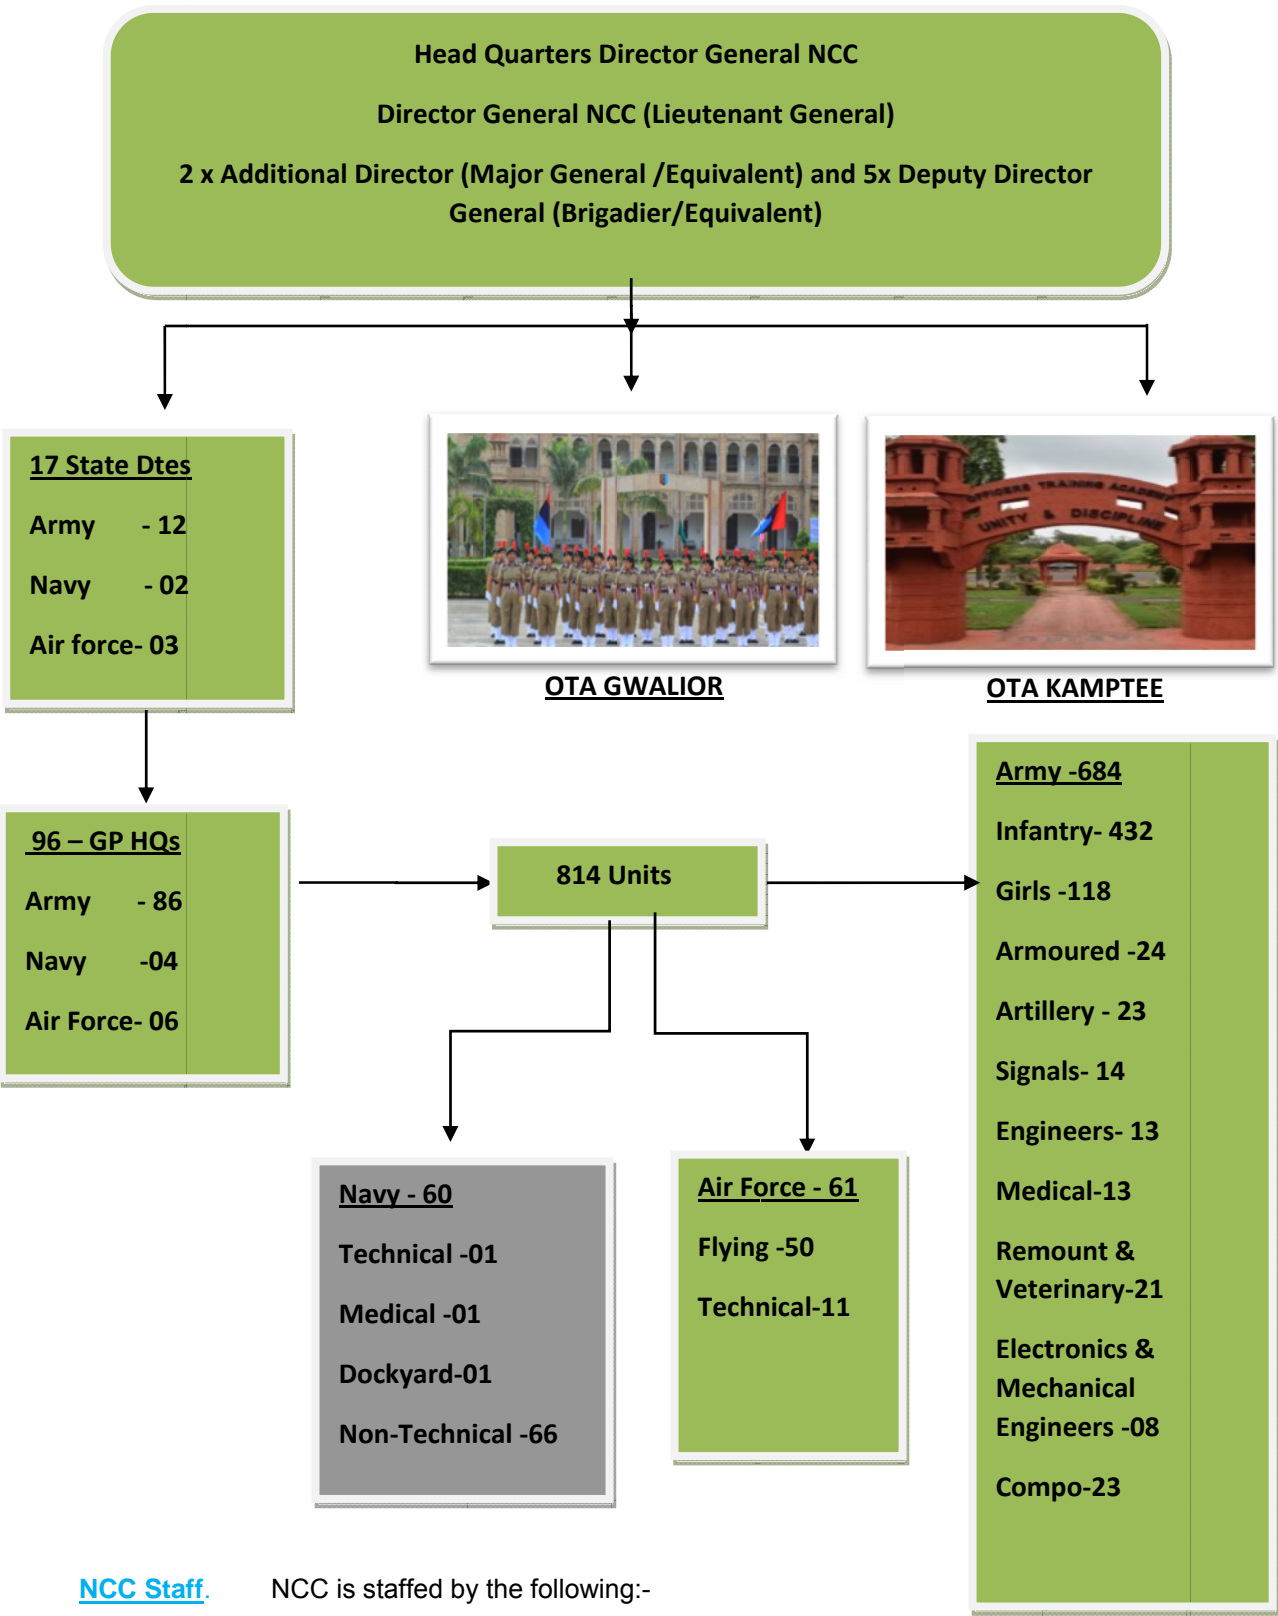 Head Quarters Director General NCC
Director General NCC (Lieutenant General)
2 x Additional Director (Major General /Equivalent) and 5x Deputy Director
General (Brigadier/Equivalent)
17 State Dtes
Army - 12
Navy - 02
Air force- 03
OFFICERS TRAINING ACADEMY
UNITY & DISCIPLINE
OTA GWALIOR
OTA KAMPTEE
96 – GP HQs
Army - 86
Navy -04
Air Force- 06
814 Units
Army -684
Infantry- 432
Girls -118
Armoured -24
Artillery - 23
Signals- 14
Engineers- 13
Medical-13
Remount &
Veterinary-21
Electronics &
Mechanical
Engineers -08
Compo-23
Navy - 60
Technical -01
Medical -01
Dockyard-01
Non-Technical -66
Air Force - 61
Flying -50
Technical-11
NCC Staff. NCC is staffed by the following:-